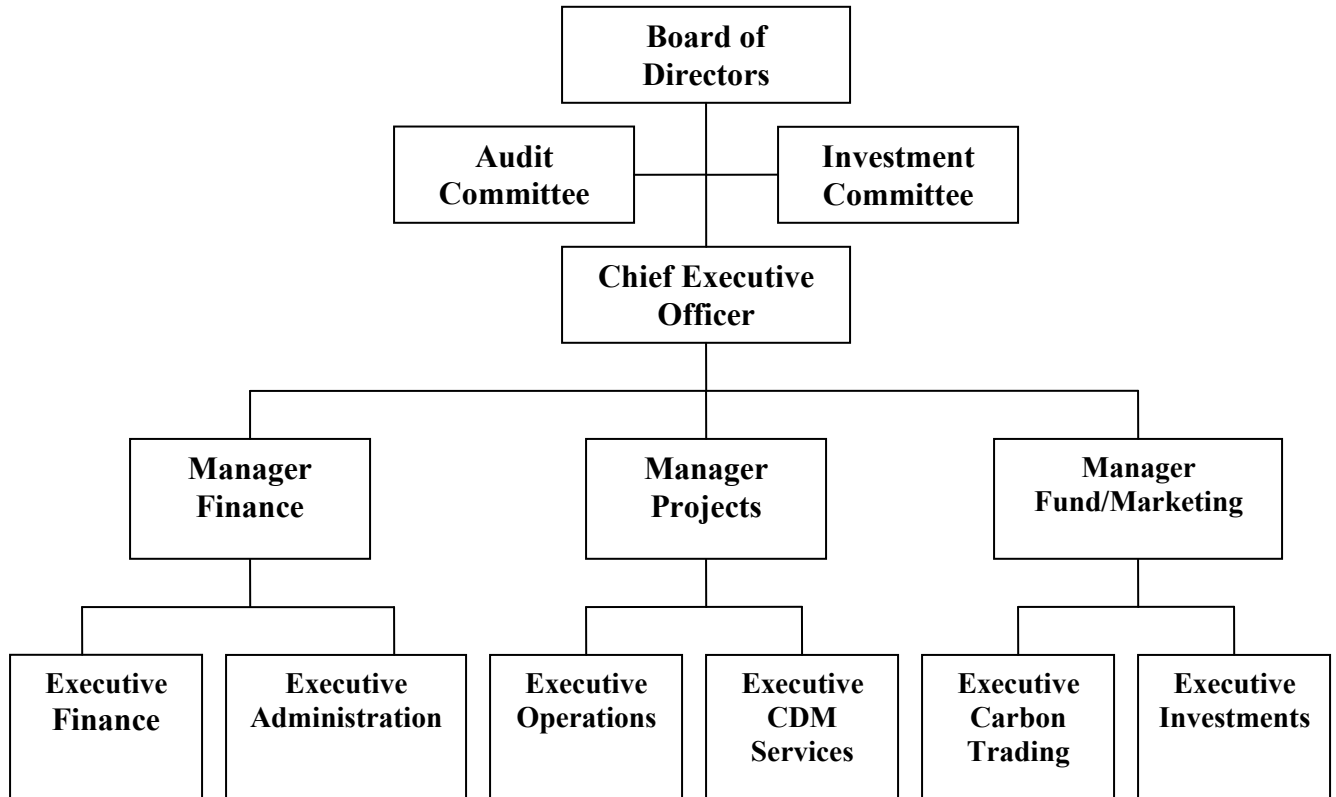 Board of
Directors
Audit
Committee
Investment
Committee
Chief Executive
Officer
Manager
Finance
Manager
Projects
Manager
Fund/Marketing
Executive
Finance
Executive
Administration
Executive
Operations
Executive
CDM
Services
Executive
Carbon
Trading
Executive
Investments